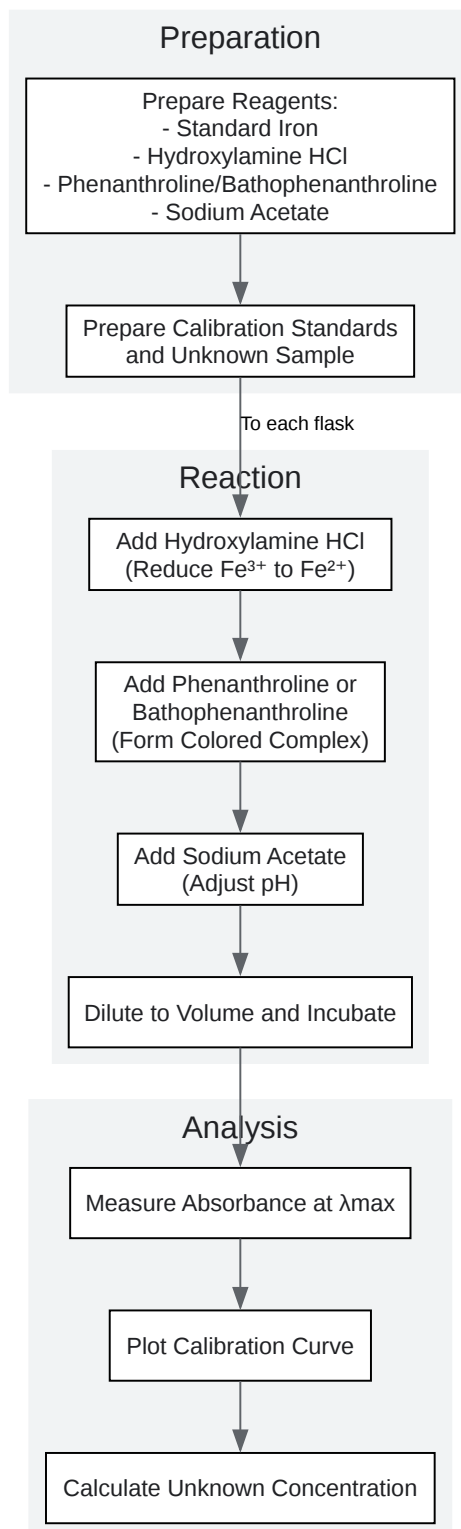 Preparation
Prepare Reagents:
- Standard Iron
- Hydroxylamine HCl
- Phenanthroline/Bathophenanthroline
- Sodium Acetate
Prepare Calibration Standards
and Unknown Sample
To each flask
Reaction
Add Hydroxylamine HCl
(Reduce Fe³⁺ to Fe²⁺)
Add Phenanthroline or
Bathophenanthroline
(Form Colored Complex)
Add Sodium Acetate
(Adjust pH)
Dilute to Volume and Incubate
Analysis
Measure Absorbance at λmax
Plot Calibration Curve
Calculate Unknown Concentration